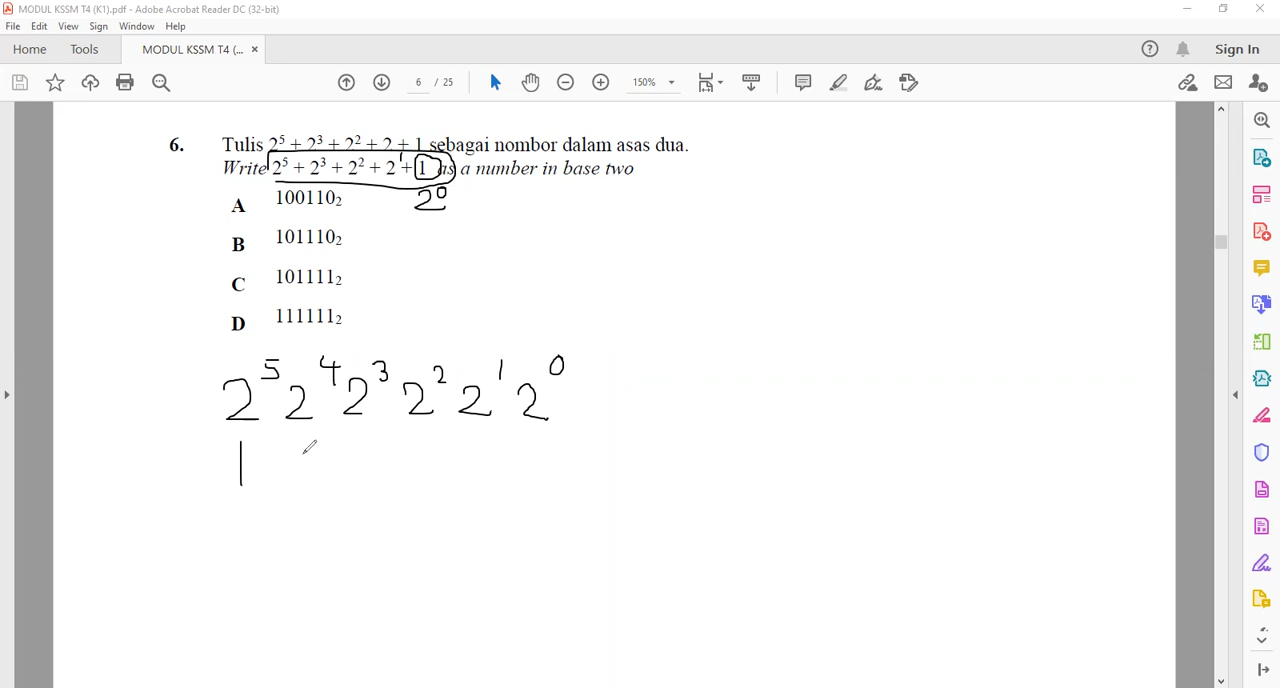 MODUL KSSM T4 (K1).pdf - Adobe Acrobat Reader DC (32-bit)
File Edit View Sign Window Help
Home Tools MODUL KSSM T4 (... × Sign In
6 / 25 150%
6. Tulis 2⁵ + 2³ + 2² + 2 + 1 sebagai nombor dalam asas dua.
Write 2⁵ + 2³ + 2² + 2¹ + 1 as a number in base two
2⁰
A 100110₂
B 101110₂
C 101111₂
D 111111₂
2⁵ 2⁴ 2³ 2² 2¹ 2⁰
1